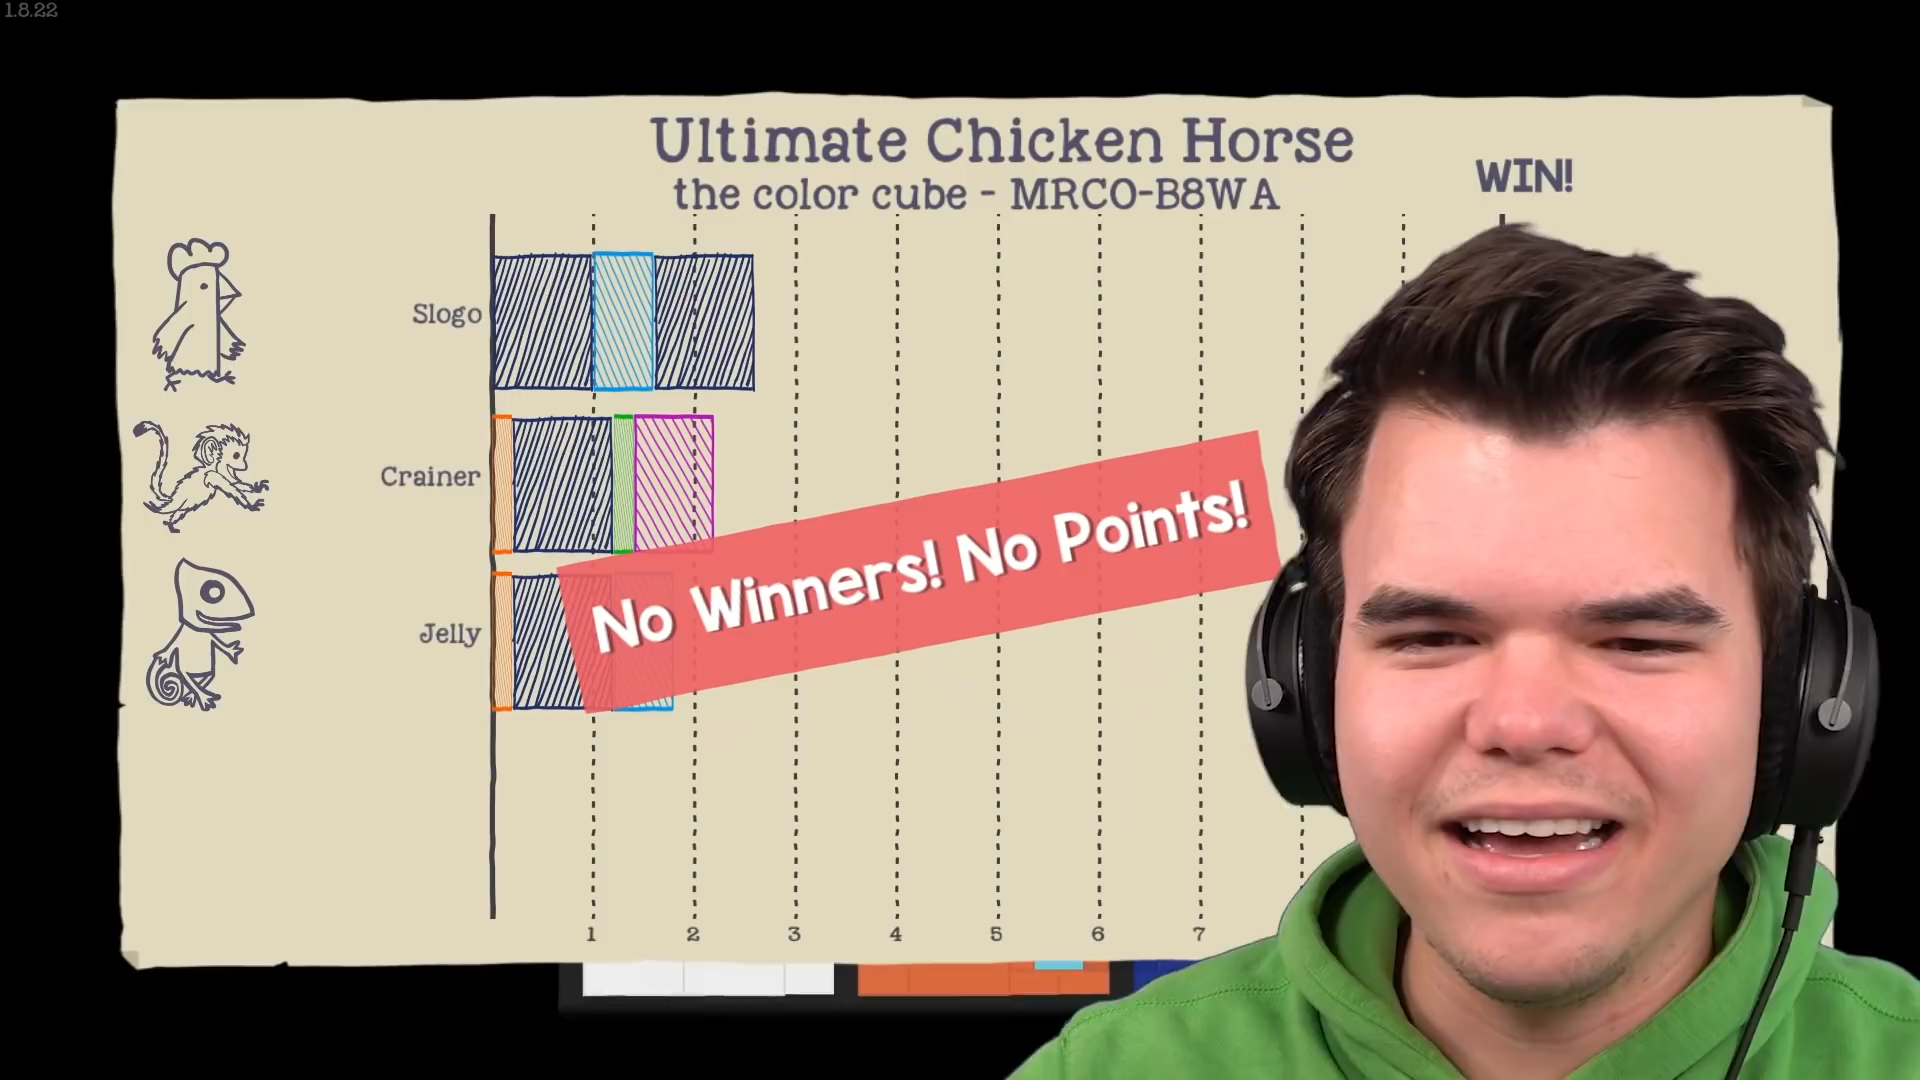 1.8.22
Ultimate Chicken Horse
the color cube - MRCO-B8WA
WIN!
Slogo
Crainer
No Winners! No Points!
Jelly
1 2 3 4 5 6 7